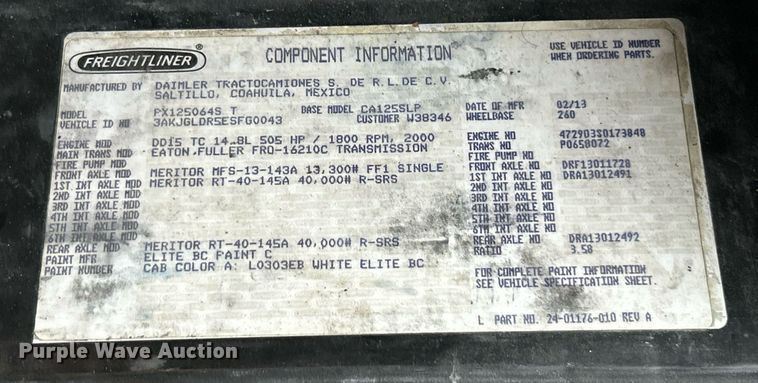 FREIGHTLINER®
COMPONENT INFORMATION
USE VEHICLE ID NUMBER
WHEN ORDERING PARTS.
MANUFACTURED BY DAIMLER TRACTOCAMIONES S. DE R.L.DE C.V.
SALTILLO, COAHUILA, MEXICO
MODEL PX125064S T BASE MODEL CA125SLP DATE OF MFR 02/13
VEHICLE ID NO 3AKJGLDR5ESFG0043 CUSTOMER W38346 WHEELBASE 260
ENGINE MOD DD15 TC 14.8L 505 HP / 1800 RPM, 2000 ENGINE NO 472903S0173848
MAIN TRANS MOD EATON FULLER FRO-16210C TRANSMISSION TRANS NO P0658072
FIRE PUMP MOD FIRE PUMP NO
FRONT AXLE MOD MERITOR MFS-13-143A 13,300# FF1 SINGLE FRONT AXLE NO DRF13011728
1ST INT AXLE MOD MERITOR RT-40-145A 40,000# R-SRS 1ST INT AXLE NO DRA13012491
2ND INT AXLE MOD 2ND INT AXLE NO
3RD INT AXLE MOD 3RD INT AXLE NO
4TH INT AXLE MOD 4TH INT AXLE NO
5TH INT AXLE MOD 5TH INT AXLE NO
6TH INT AXLE MOD 6TH INT AXLE NO
REAR AXLE MOD MERITOR RT-40-145A 40,000# R-SRS REAR AXLE NO DRA13012492
PAINT MFR ELITE BC PAINT C RATIO 3.58
PAINT NUMBER CAB COLOR A: L0303EB WHITE ELITE BC
FOR COMPLETE PAINT INFORMATION
SEE VEHICLE SPECIFICATION SHEET.
L PART NO. 24-01176-010 REV A
Purple Wave Auction